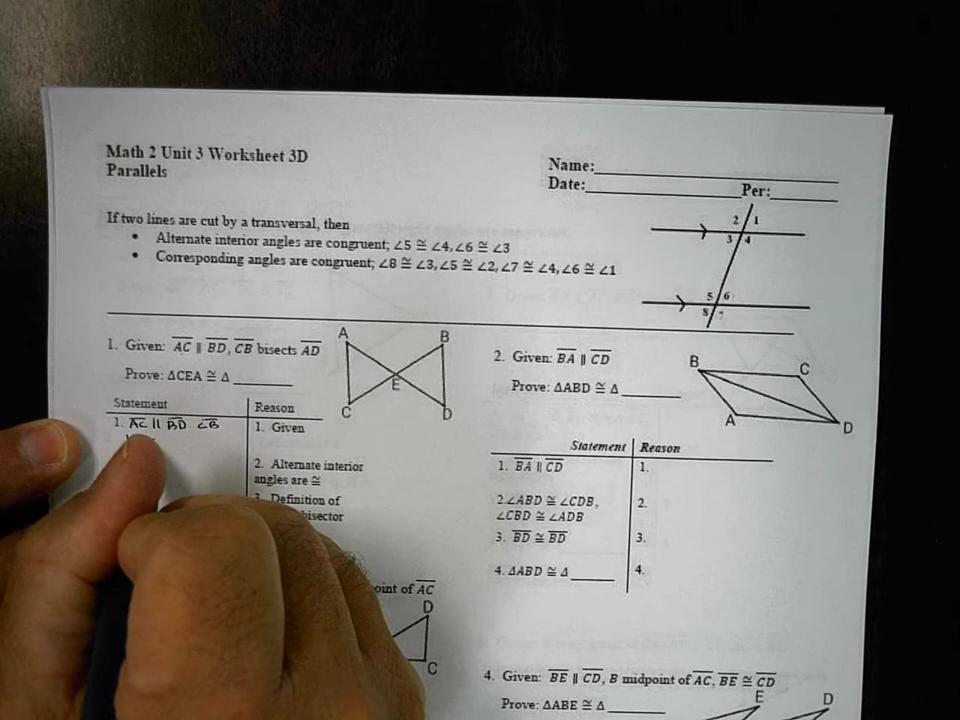 Math 2 Unit 3 Worksheet 3D
Parallels
Name:
Date: Per:
If two lines are cut by a transversal, then
• Alternate interior angles are congruent; ∠5 ≅ ∠4, ∠6 ≅ ∠3
• Corresponding angles are congruent; ∠8 ≅ ∠3, ∠5 ≅ ∠2, ∠7 ≅ ∠4, ∠6 ≅ ∠1
2 1
3 4
5 6
8 7
1. Given: AC ∥ BD, CB bisects AD
Prove: ΔCEA ≅ Δ
A B
E
C D
Statement Reason
1. AC ∥ BD CB 1. Given
2. Alternate interior
angles are ≅
3. Definition of
bisector
2. Given: BA ∥ CD
Prove: ΔABD ≅ Δ
B C
A D
Statement Reason
1. BA ∥ CD 1.
2. ∠ABD ≅ ∠CDB, 2.
∠CBD ≅ ∠ADB
3. BD ≅ BD 3.
4. ΔABD ≅ Δ 4.
of AC
D
C
4. Given: BE ∥ CD, B midpoint of AC, BE ≅ CD
Prove: ΔABE ≅ Δ
E D